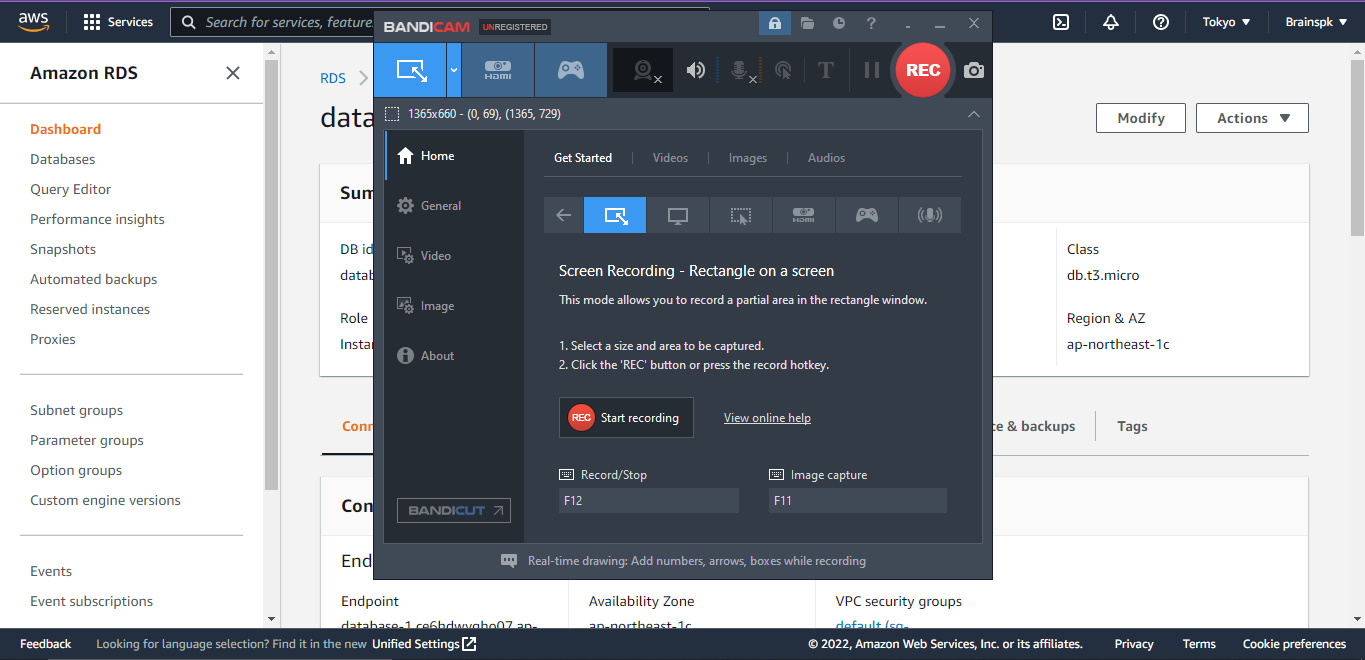 aws
Services
Search for services, feature
Tokyo ▼
Brainspk ▼
Amazon RDS
Dashboard
Databases
Query Editor
Performance insights
Snapshots
Automated backups
Reserved instances
Proxies
Subnet groups
Parameter groups
Option groups
Custom engine versions
Events
Event subscriptions
RDS
data
Modify
Actions ▼
Sum
DB id
datab
Role
Instan
Class
db.t3.micro
Region & AZ
ap-northeast-1c
Conn
ce & backups
Tags
Con
End
Endpoint
Availability Zone
ap-northeast-1c
VPC security groups
default (sg-
BANDICAM UNREGISTERED
HDMI
T
REC
1365x660 - (0, 69), (1365, 729)
Home
General
Video
Image
About
BANDICUT
Get Started
Videos
Images
Audios
HDMI
Screen Recording - Rectangle on a screen
This mode allows you to record a partial area in the rectangle window.
1. Select a size and area to be captured.
2. Click the 'REC' button or press the record hotkey.
REC Start recording
View online help
Record/Stop
F12
Image capture
F11
Real-time drawing: Add numbers, arrows, boxes while recording
Feedback
Looking for language selection? Find it in the new Unified Settings
© 2022, Amazon Web Services, Inc. or its affiliates.
Privacy
Terms
Cookie preferences